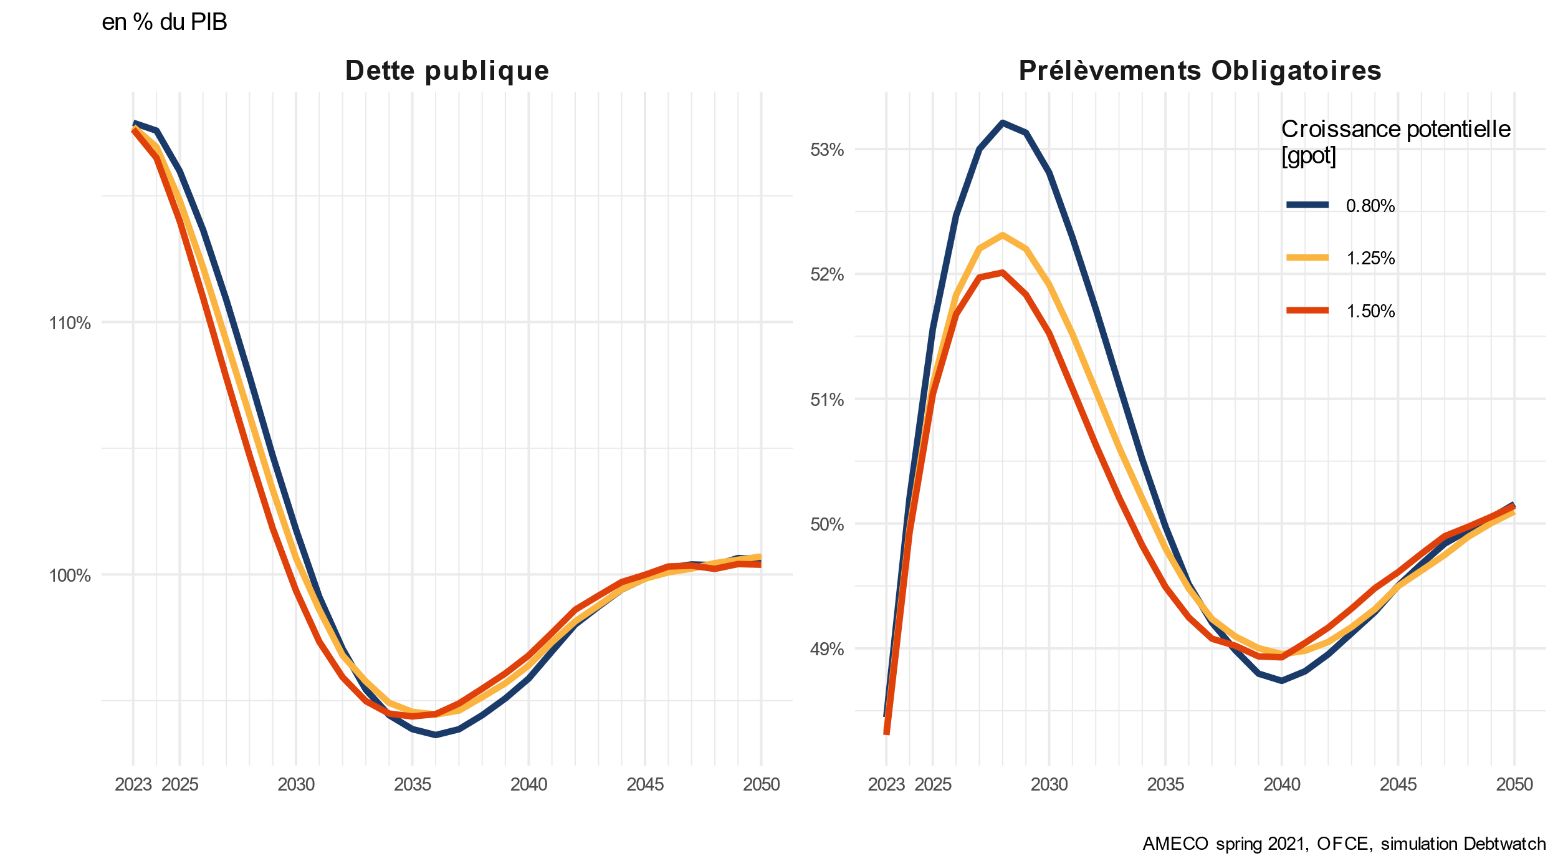 en % du PIB
Dette publique
Prélèvements Obligatoires
110%
100%
2023 2025 2030 2035 2040 2045 2050
53%
52%
51%
50%
49%
2023 2025 2030 2035 2040 2045 2050
Croissance potentielle
[gpot]
0.80%
1.25%
1.50%
AMECO spring 2021, OFCE, simulation Debtwatch